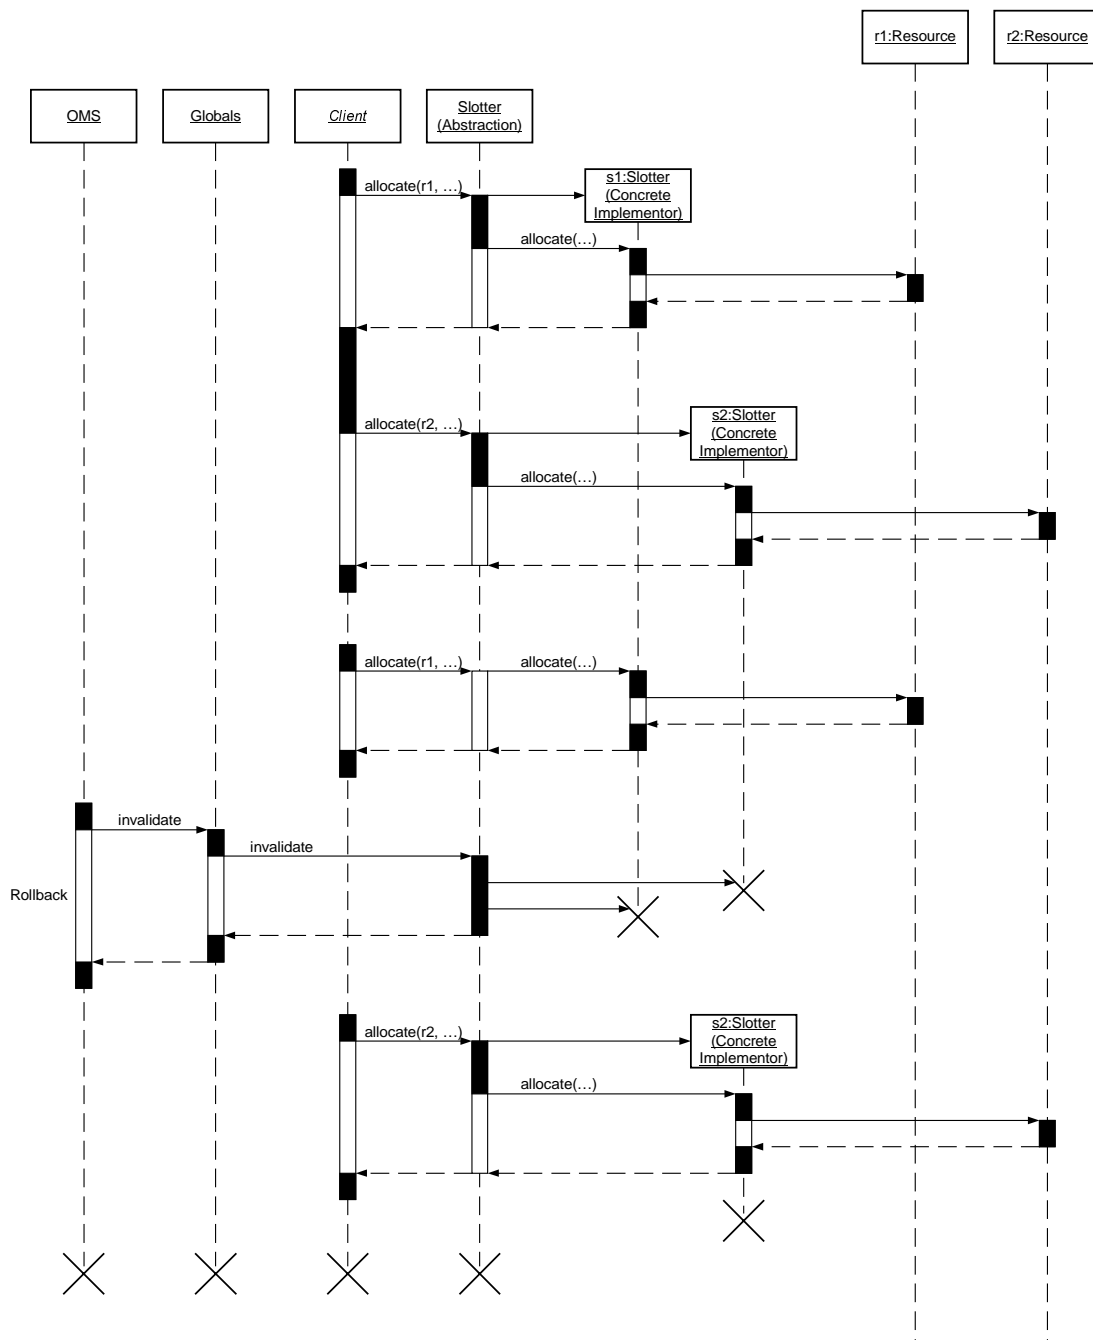 r1:Resource
r2:Resource
OMS
Globals
Client
Slotter
(Abstraction)
allocate(r1, …)
s1:Slotter
(Concrete
Implementor)
allocate(…)
allocate(r2, …)
s2:Slotter
(Concrete
Implementor)
allocate(…)
allocate(r1, …)
allocate(…)
invalidate
invalidate
Rollback
allocate(r2, …)
s2:Slotter
(Concrete
Implementor)
allocate(…)